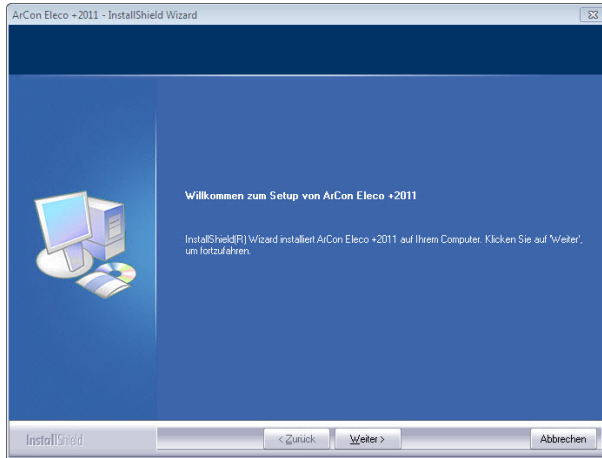 ArCon Eleco +2011 - InstallShield Wizard
Willkommen zum Setup von ArCon Eleco +2011
InstallShield(R) Wizard installiert ArCon Eleco +2011 auf Ihrem Computer. Klicken Sie auf 'Weiter',
um fortzufahren.
InstallShield
< Zurück
Weiter >
Abbrechen